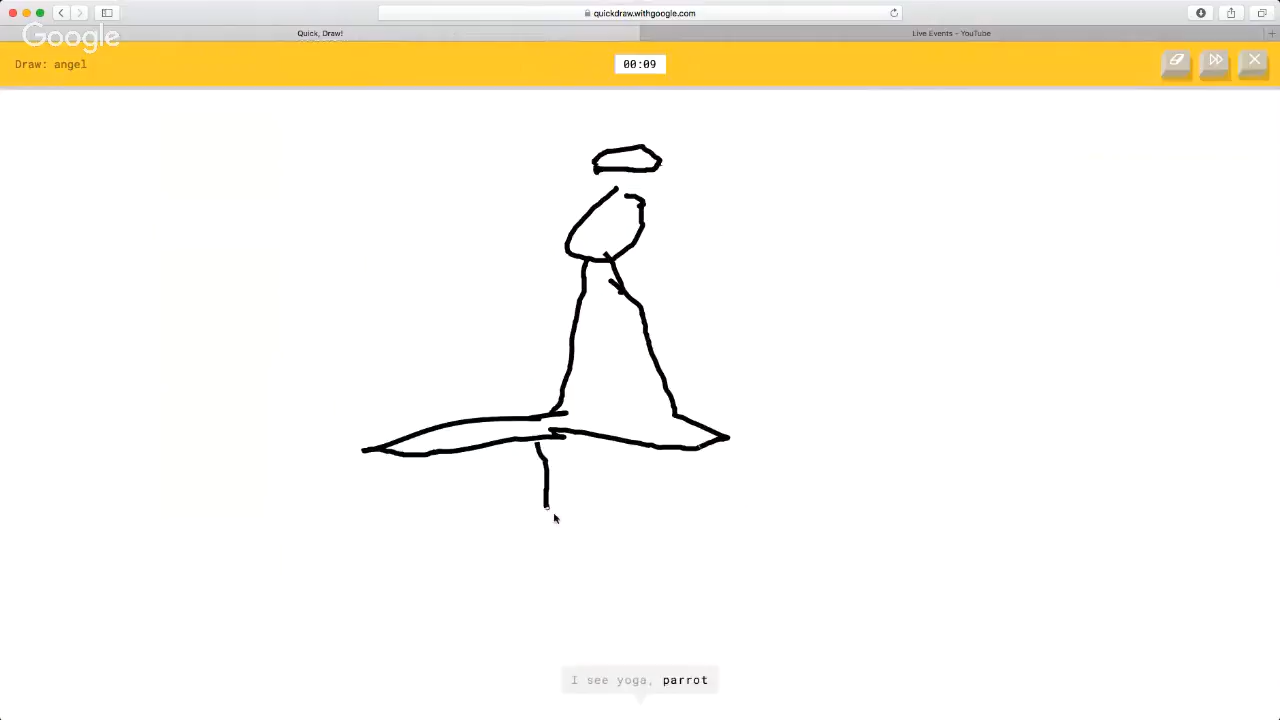 quickdraw.withgoogle.com
Quick, Draw!
Live Events - YouTube
Google
Draw: angel
00:09
I see yoga, parrot